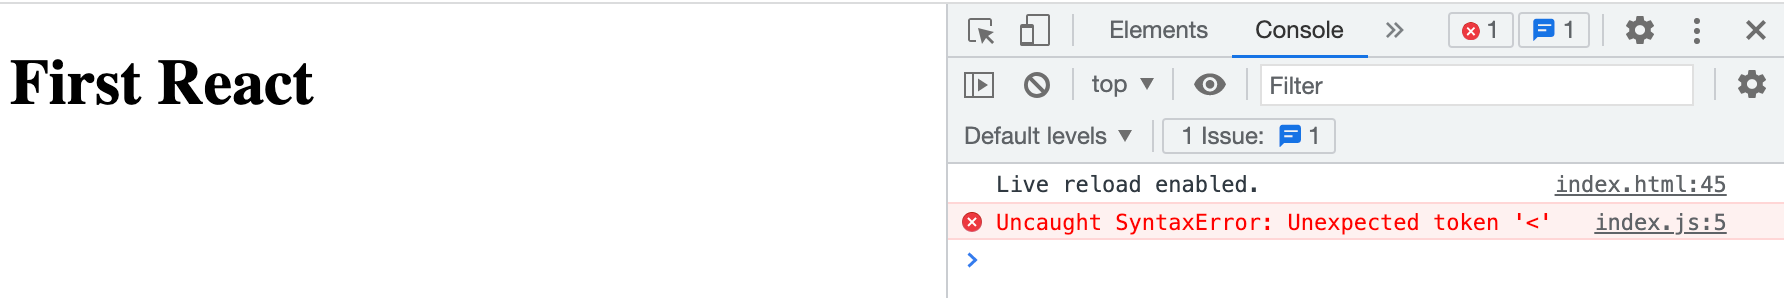 First React
Elements Console 1 1
top Filter
Default levels 1 Issue: 1
Live reload enabled. index.html:45
Uncaught SyntaxError: Unexpected token '<' index.js:5